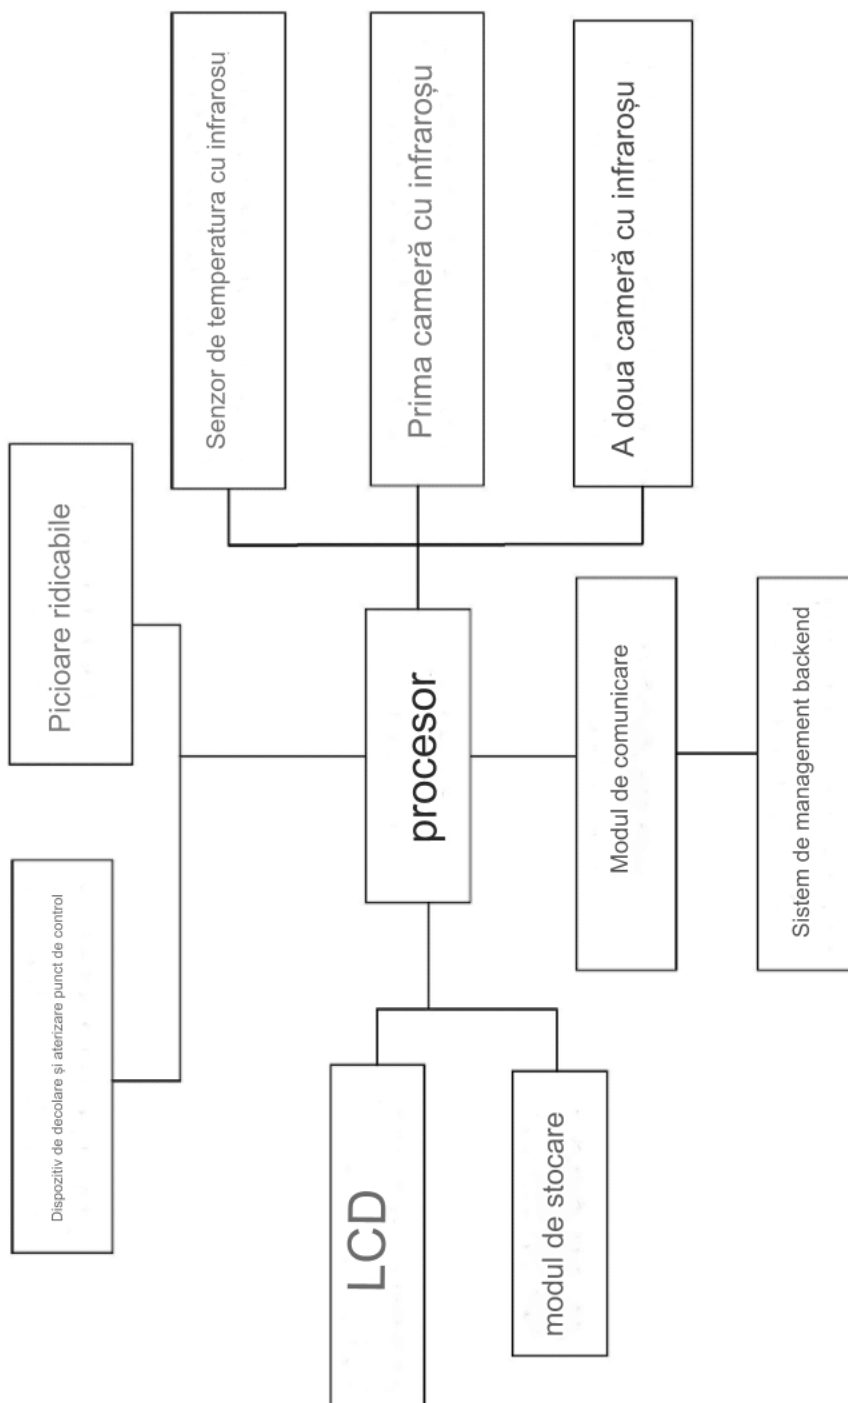 Dispozitiv de decolare și aterizare punct de control
Picioare ridicabile
Senzor de temperatura cu infrarosu
LCD
procesor
Prima cameră cu infraroșu
modul de stocare
Modul de comunicare
A doua cameră cu infraroșu
Sistem de management backend